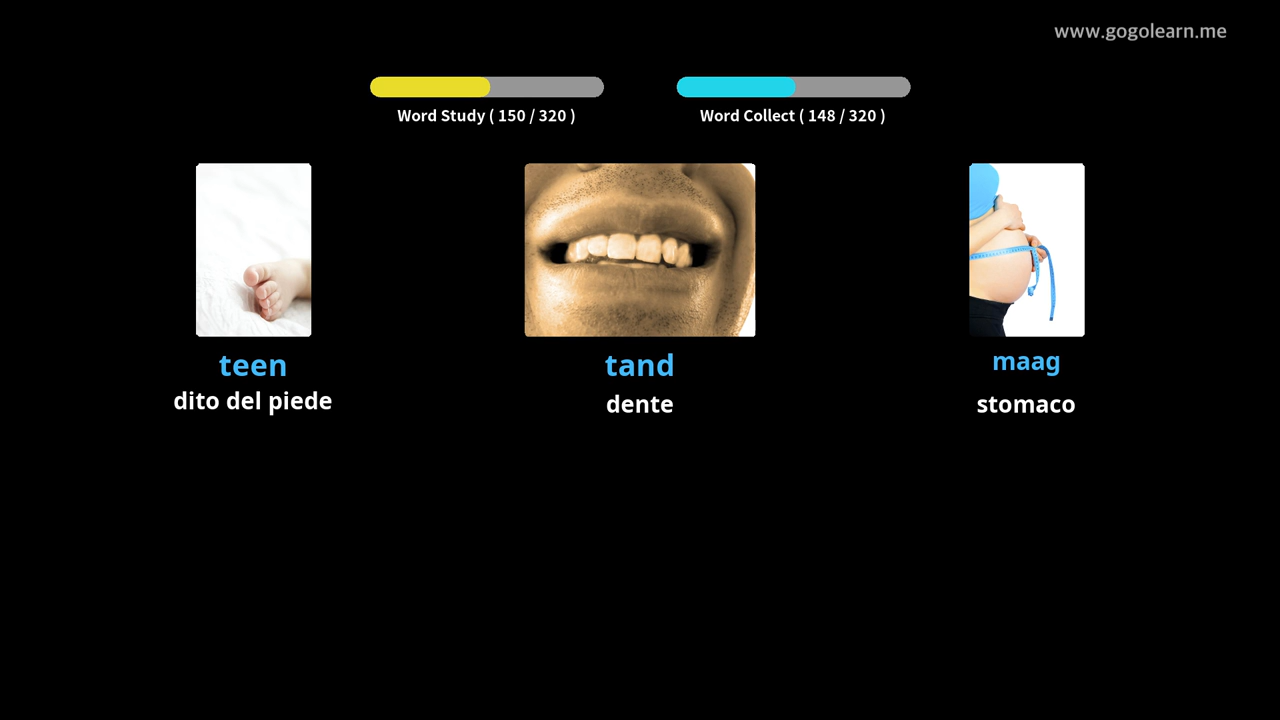 www.gogolearn.me
Word Study ( 150 / 320 )
Word Collect ( 148 / 320 )
teen
dito del piede
tand
dente
maag
stomaco